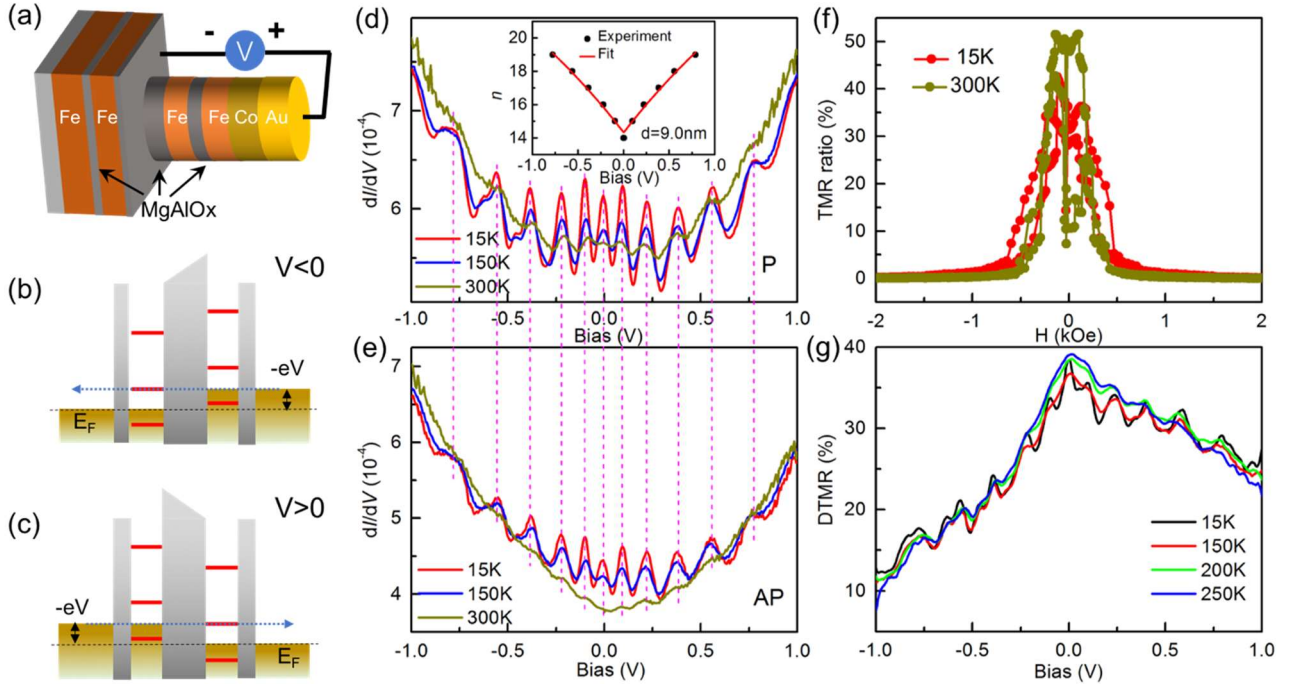 (a)
- V +
Fe Fe Fe Fe Co Au
MgAlOx
(b)
V<0
-eV
E_F
(c)
V>0
-eV
E_F
(d)
dI/dV (10⁻⁴)
7
6
15K
150K
300K
P
-1.0 -0.5 0.0 0.5 1.0
Bias (V)
n
20
18
16
14
Experiment
Fit
d=9.0nm
-1.0 -0.5 0.0 0.5 1.0
Bias (V)
(e)
dI/dV (10⁻⁴)
7
6
5
4
15K
150K
300K
AP
-1.0 -0.5 0.0 0.5 1.0
Bias (V)
(f)
TMR ratio (%)
50
40
30
20
10
0
15K
300K
-2 -1 0 1 2
H (kOe)
(g)
DTMR (%)
40
30
20
10
15K
150K
200K
250K
-1.0 -0.5 0.0 0.5 1.0
Bias (V)